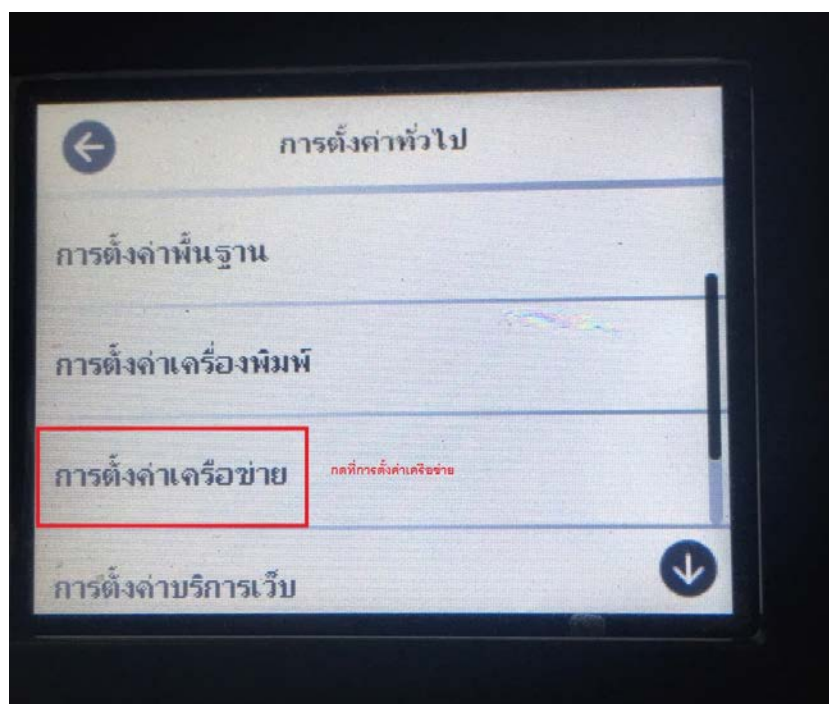 การตั้งค่าทั่วไป
การตั้งค่าพื้นฐาน
การตั้งค่าเครื่องพิมพ์
การตั้งค่าเครือข่าย
กดที่การตั้งค่าเครือข่าย
การตั้งค่าบริการเว็บ